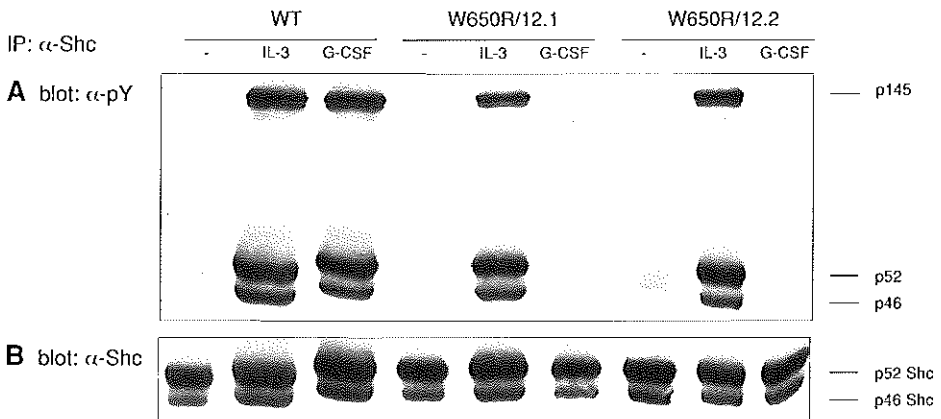 WT W650R/12.1 W650R/12.2
IP: α-Shc
- IL-3 G-CSF - IL-3 G-CSF - IL-3 G-CSF
A blot: α-pY
p145
p52
p46
B blot: α-Shc
p52 Shc
p46 Shc